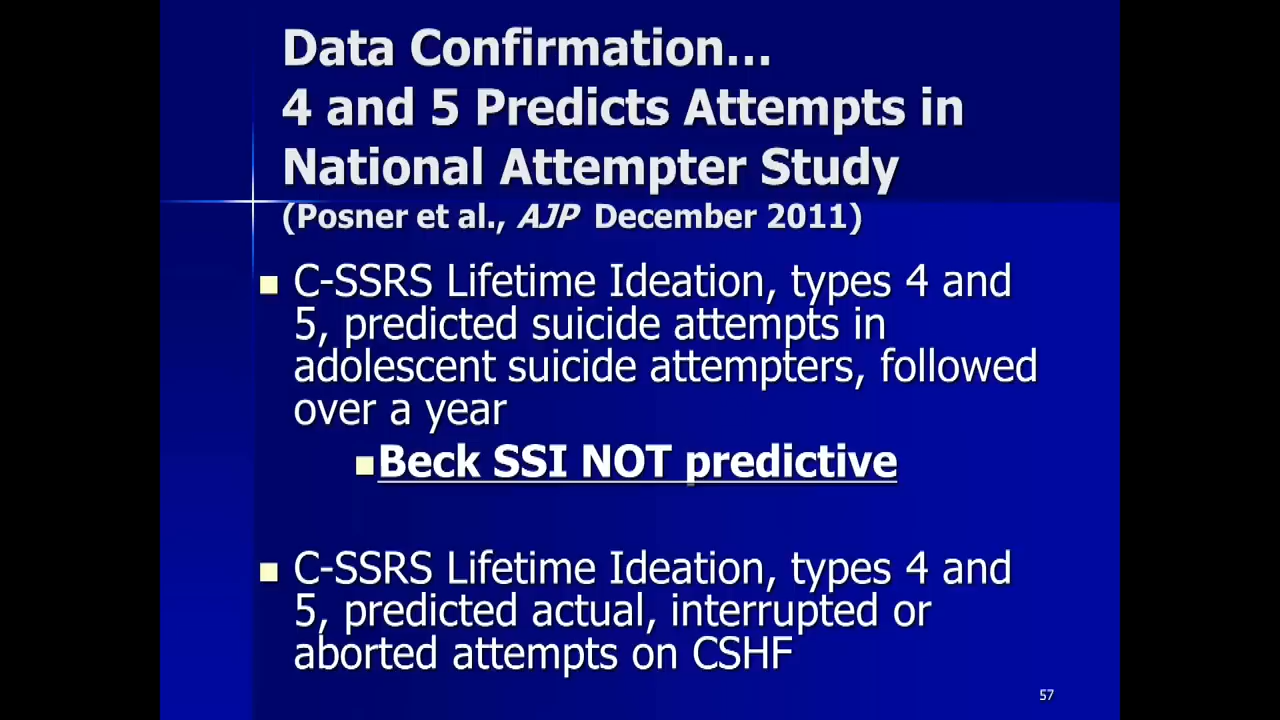 Data Confirmation…
4 and 5 Predicts Attempts in
National Attempter Study
(Posner et al., AJP December 2011)
C-SSRS Lifetime Ideation, types 4 and
5, predicted suicide attempts in
adolescent suicide attempters, followed
over a year
Beck SSI NOT predictive
C-SSRS Lifetime Ideation, types 4 and
5, predicted actual, interrupted or
aborted attempts on CSHF
57